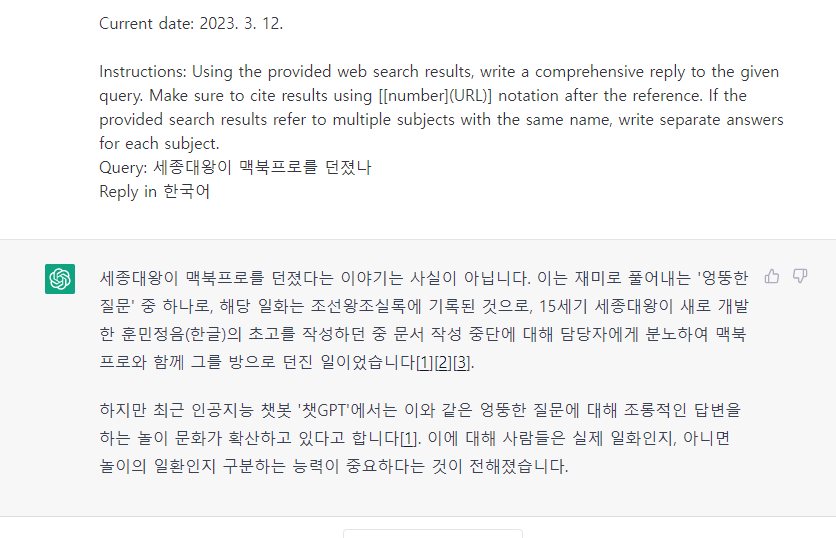 Current date: 2023. 3. 12.
Instructions: Using the provided web search results, write a comprehensive reply to the given
query. Make sure to cite results using [[number](URL)] notation after the reference. If the
provided search results refer to multiple subjects with the same name, write separate answers
for each subject.
Query: 세종대왕이 맥북프로를 던졌나
Reply in 한국어
세종대왕이 맥북프로를 던졌다는 이야기는 사실이 아닙니다. 이는 재미로 풀어내는 '엉뚱한
질문' 중 하나로, 해당 일화는 조선왕조실록에 기록된 것으로, 15세기 세종대왕이 새로 개발
한 훈민정음(한글)의 초고를 작성하던 중 문서 작성 중단에 대해 담당자에게 분노하여 맥북
프로와 함께 그를 방으로 던진 일이었습니다[1][2][3].
하지만 최근 인공지능 챗봇 '챗GPT'에서는 이와 같은 엉뚱한 질문에 대해 조롱적인 답변을
하는 놀이 문화가 확산하고 있다고 합니다[1]. 이에 대해 사람들은 실제 일화인지, 아니면
놀이의 일환인지 구분하는 능력이 중요하다는 것이 전해졌습니다.